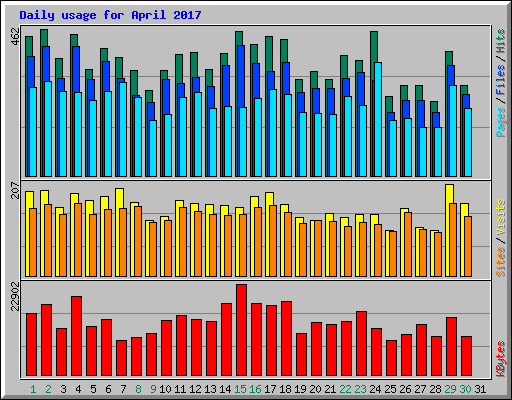 Daily usage for April 2017
462
Pages / Files / Hits
207
Sites / Visits
22902
KBytes
1 2 3 4 5 6 7 8 9 10 11 12 13 14 15 16 17 18 19 20 21 22 23 24 25 26 27 28 29 30 31